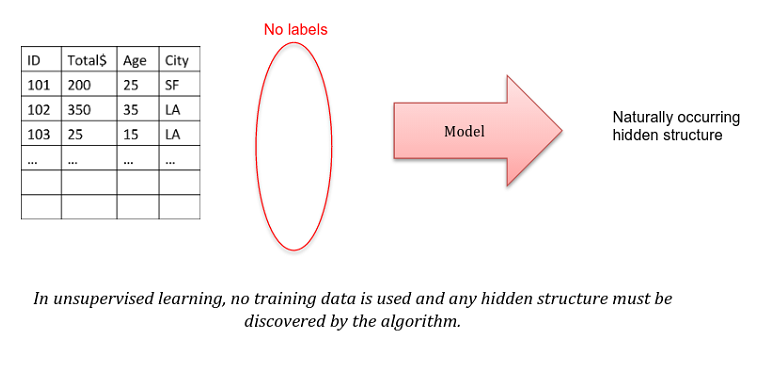 No labels
ID Total$ Age City
101 200 25 SF
102 350 35 LA
103 25 15 LA
... ... ... ...
Model
Naturally occurring
hidden structure
In unsupervised learning, no training data is used and any hidden structure must be
discovered by the algorithm.